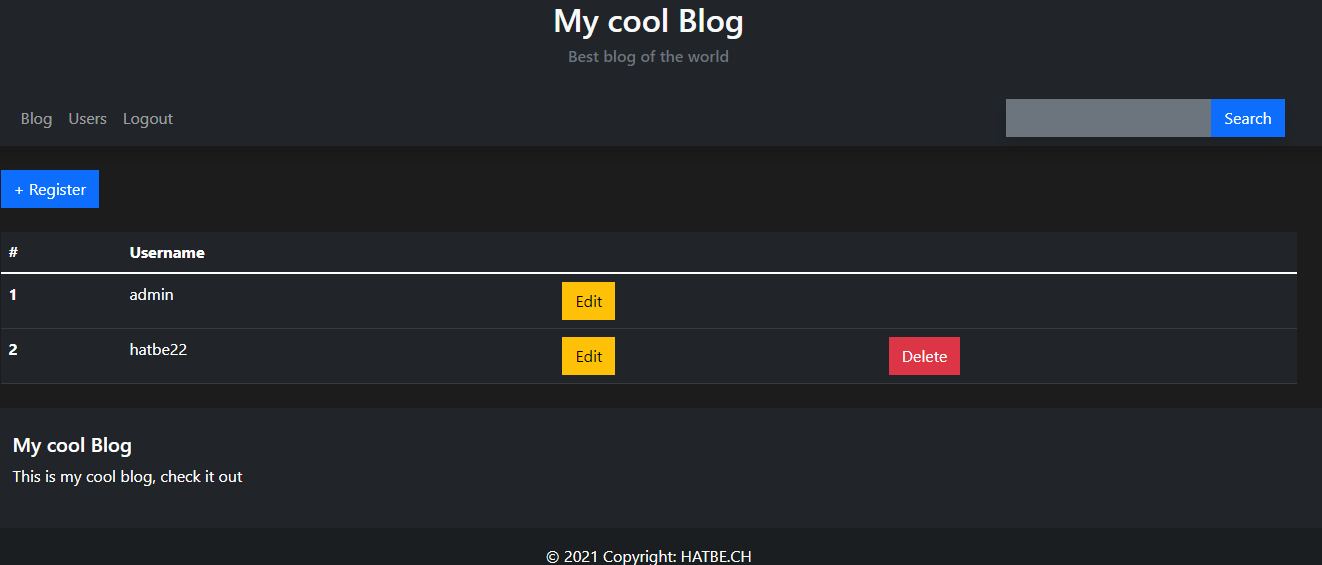 My cool Blog
Best blog of the world
Blog Users Logout Search
+ Register
# Username
1 admin Edit
2 hatbe22 Edit Delete
My cool Blog
This is my cool blog, check it out
© 2021 Copyright: HATBE.CH